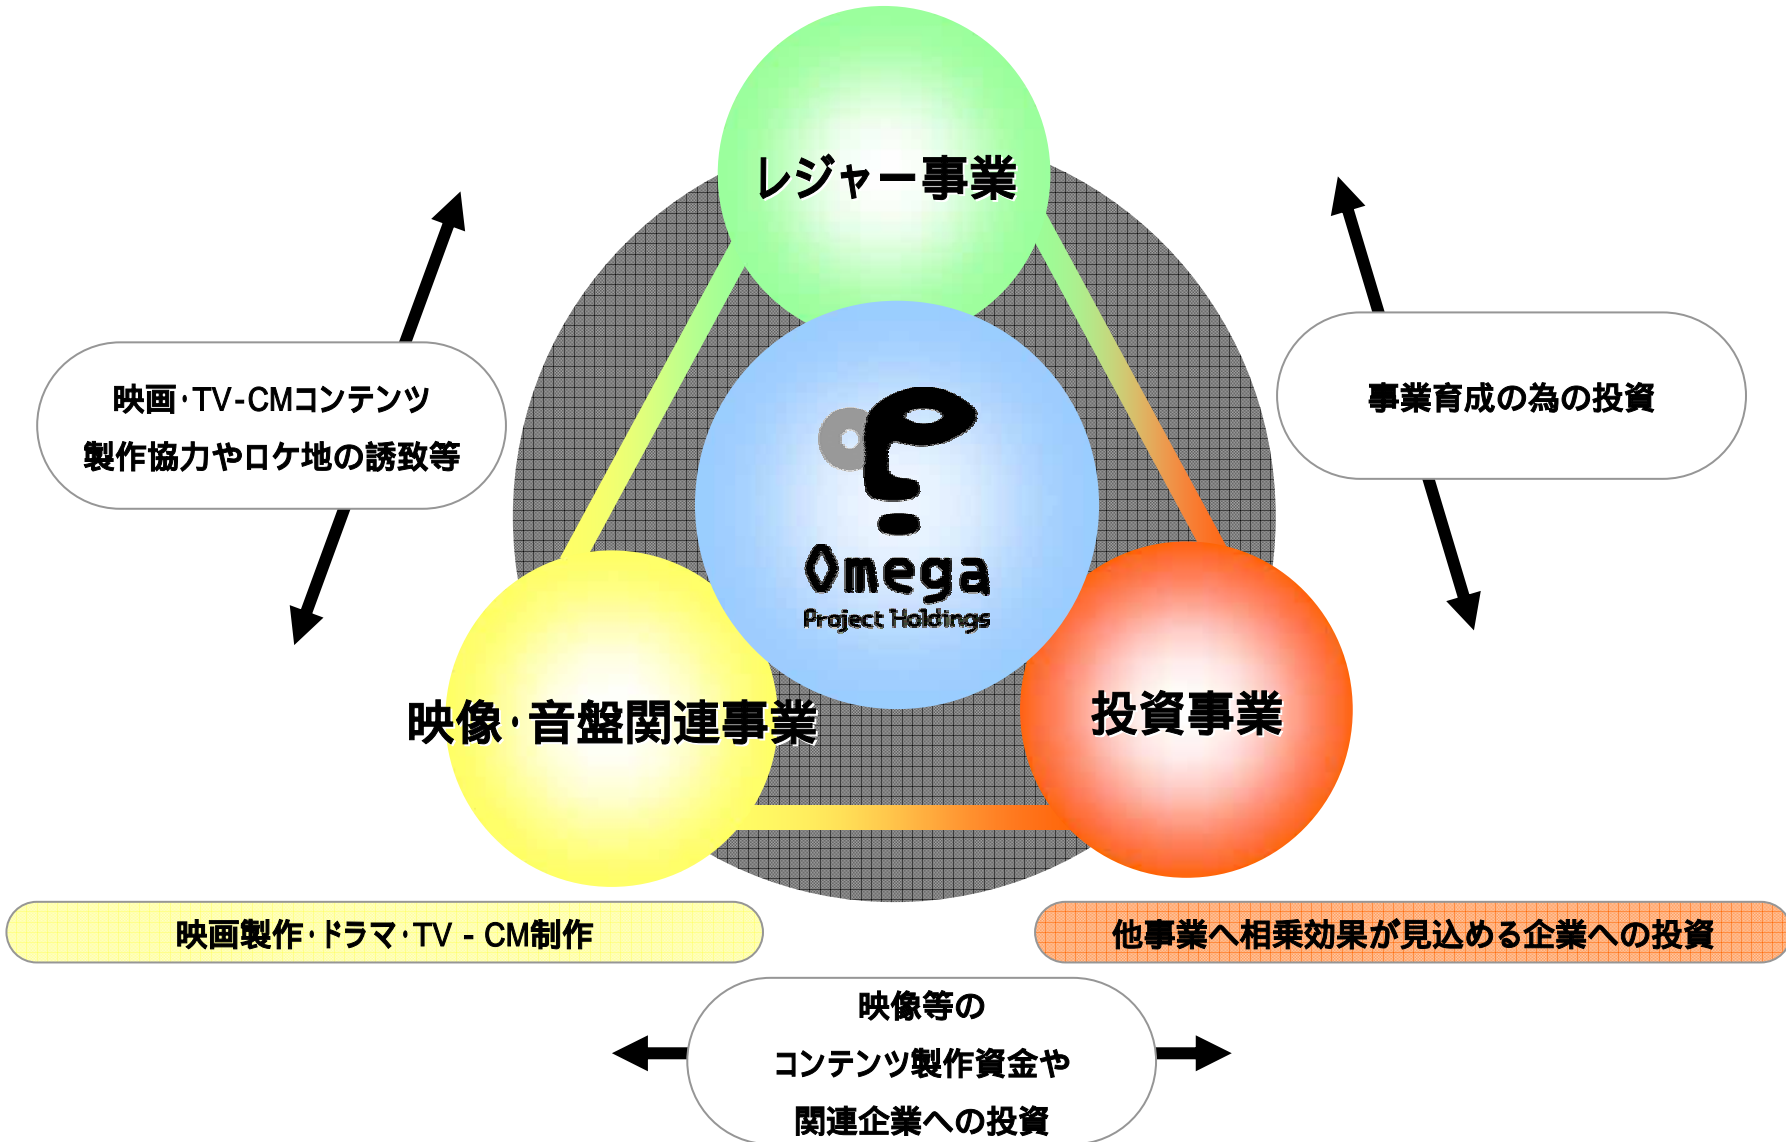 レジャー事業
映画・TV-CMコンテンツ
製作協力やロケ地の誘致等
事業育成の為の投資
Omega
Project Holdings
映像・音盤関連事業
投資事業
映画製作・ドラマ・TV - CM制作
他事業へ相乗効果が見込める企業への投資
映像等の
コンテンツ製作資金や
関連企業への投資